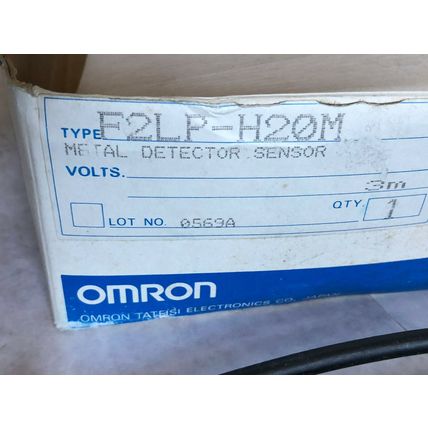 TYPE E2LP-H20M
METAL DETECTOR SENSOR
VOLTS.
3m
QTY. 1
LOT NO. 0569A
OMRON
OMRON TATEISI ELECTRONICS CO. JAPAN